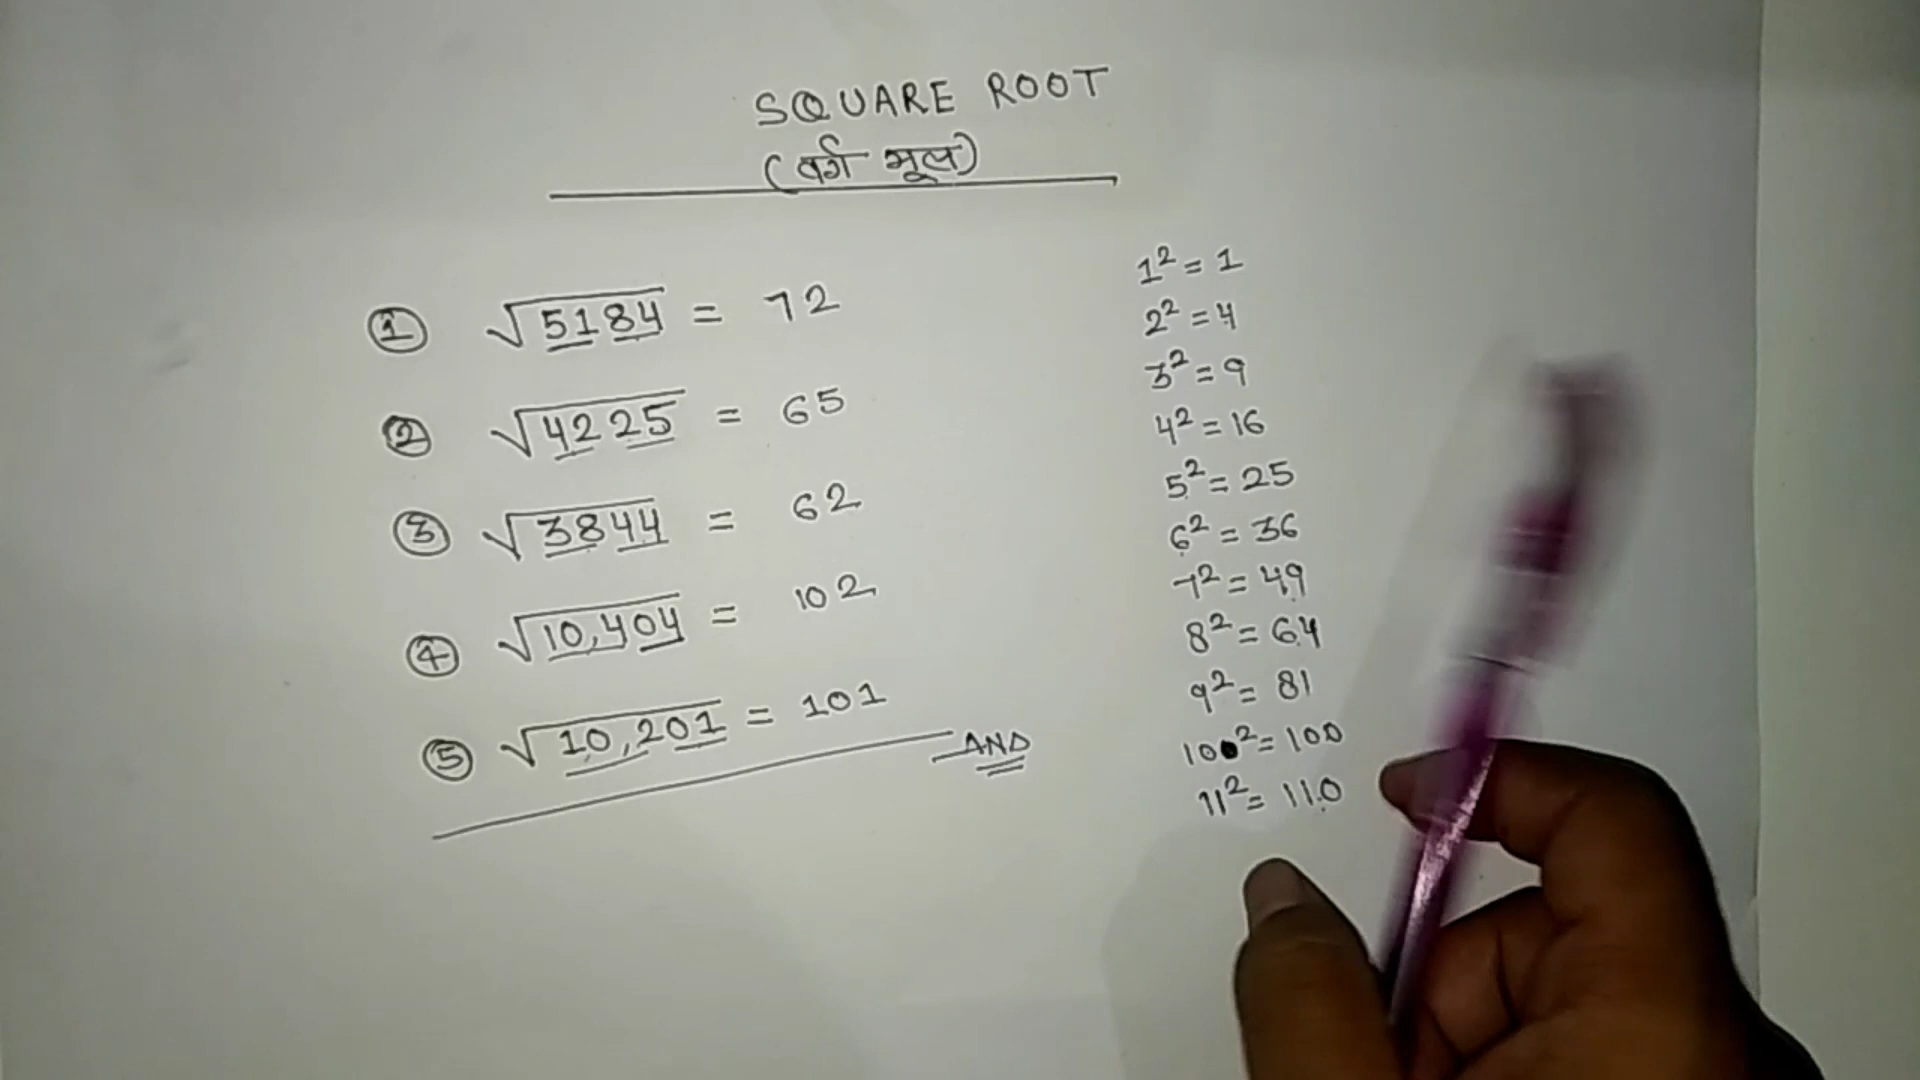 SQUARE ROOT
(वर्ग मूल)
① √5184 = 72
② √4225 = 65
③ √3844 = 62
④ √10,404 = 102
⑤ √10,201 = 101
AND
1² = 1
2² = 4
3² = 9
4² = 16
5² = 25
6² = 36
7² = 49
8² = 64
9² = 81
10² = 100
11² = 110